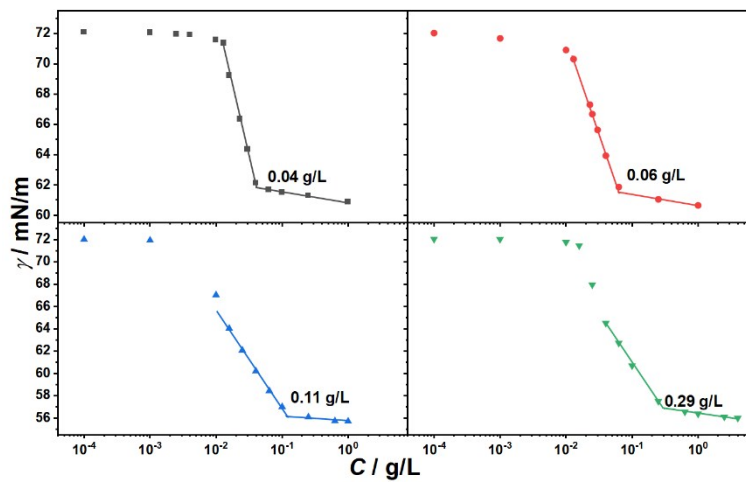 72
70
68
66
64
62
60
0.04 g/L
0.06 g/L
γ / mN/m
72
70
68
66
64
62
60
58
56
0.11 g/L
0.29 g/L
10⁻⁴ 10⁻³ 10⁻² 10⁻¹ 10⁰ 10⁻⁴ 10⁻³ 10⁻² 10⁻¹ 10⁰
C / g/L